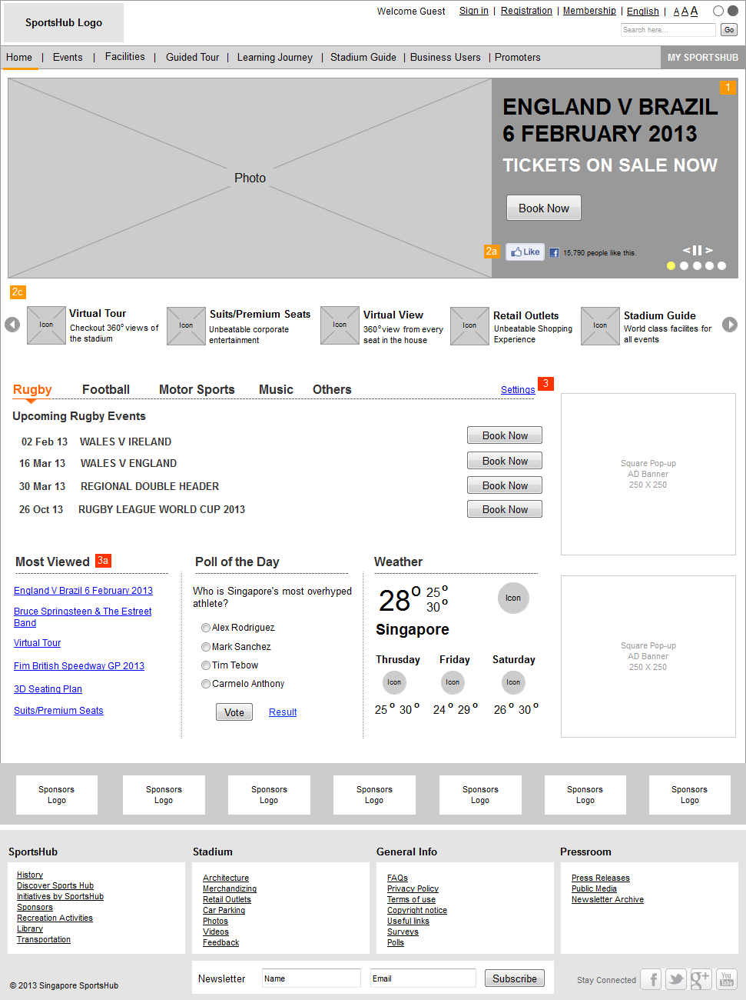 SportsHub Logo
Welcome Guest
Sign in | Registration | Membership | English | A A A
Search here... Go
Home | Events | Facilities | Guided Tour | Learning Journey | Stadium Guide | Business Users | Promoters
MY SPORTSHUB
1
Photo
ENGLAND V BRAZIL
6 FEBRUARY 2013
TICKETS ON SALE NOW
Book Now
2a Like 15,790 people like this.
< >
2c
Icon
Virtual Tour
Checkout 360° views of
the stadium
Icon
Suits/Premium Seats
Unbeatable corporate
entertainment
Icon
Virtual View
360° view from every
seat in the house
Icon
Retail Outlets
Unbeatable Shopping
Experience
Icon
Stadium Guide
World class facilites for
all events
Rugby Football Motor Sports Music Others
Settings 3
Upcoming Rugby Events
02 Feb 13 WALES V IRELAND Book Now
16 Mar 13 WALES V ENGLAND Book Now
30 Mar 13 REGIONAL DOUBLE HEADER Book Now
26 Oct 13 RUGBY LEAGUE WORLD CUP 2013 Book Now
Square Pop-up
AD Banner
250 X 250
Most Viewed 3a
England V Brazil 6 February 2013
Bruce Springsteen & The Estreet
Band
Virtual Tour
Fim British Speedway GP 2013
3D Seating Plan
Suits/Premium Seats
Poll of the Day
Who is Singapore's most overhyped
athlete?
Alex Rodriguez
Mark Sanchez
Tim Tebow
Carmelo Anthony
Vote Result
Weather
28° 25°
30°
Icon
Singapore
Thrusday Friday Saturday
Icon Icon Icon
25° 30° 24° 29° 26° 30°
Square Pop-up
AD Banner
250 X 250
Sponsors
Logo
Sponsors
Logo
Sponsors
Logo
Sponsors
Logo
Sponsors
Logo
Sponsors
Logo
Sponsors
Logo
SportsHub
History
Discover Sports Hub
Initiatives by SportsHub
Sponsors
Recreation Activities
Library
Transportation
Stadium
Architecture
Merchandizing
Retail Outlets
Car Parking
Photos
Videos
Feedback
General Info
FAQs
Privacy Policy
Terms of use
Copyright notice
Useful links
Surveys
Polls
Pressroom
Press Releases
Public Media
Newsletter Archive
© 2013 Singapore SportsHub
Newsletter Name Email Subscribe
Stay Connected f g+ You Tube